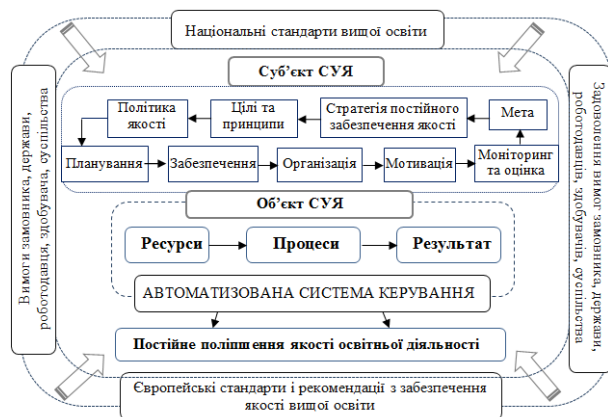 Національні стандарти вищої освіти
Вимоги замовника, держави,
роботодавця, здобувача, суспільства
Суб’єкт СУЯ
Політика
якості
Цілі та
принципи
Стратегія постійного
забезпечення якості
Мета
Планування
Забезпечення
Організація
Мотивація
Моніторинг
та оцінка
Об’єкт СУЯ
Ресурси
Процеси
Результат
АВТОМАТИЗОВАНА СИСТЕМА КЕРУВАННЯ
Постійне поліпшення якості освітньої діяльності
Європейські стандарти і рекомендації з забезпечення
якості вищої освіти
Задоволення вимог замовника, держави,
роботодавців, здобувачів, суспільства